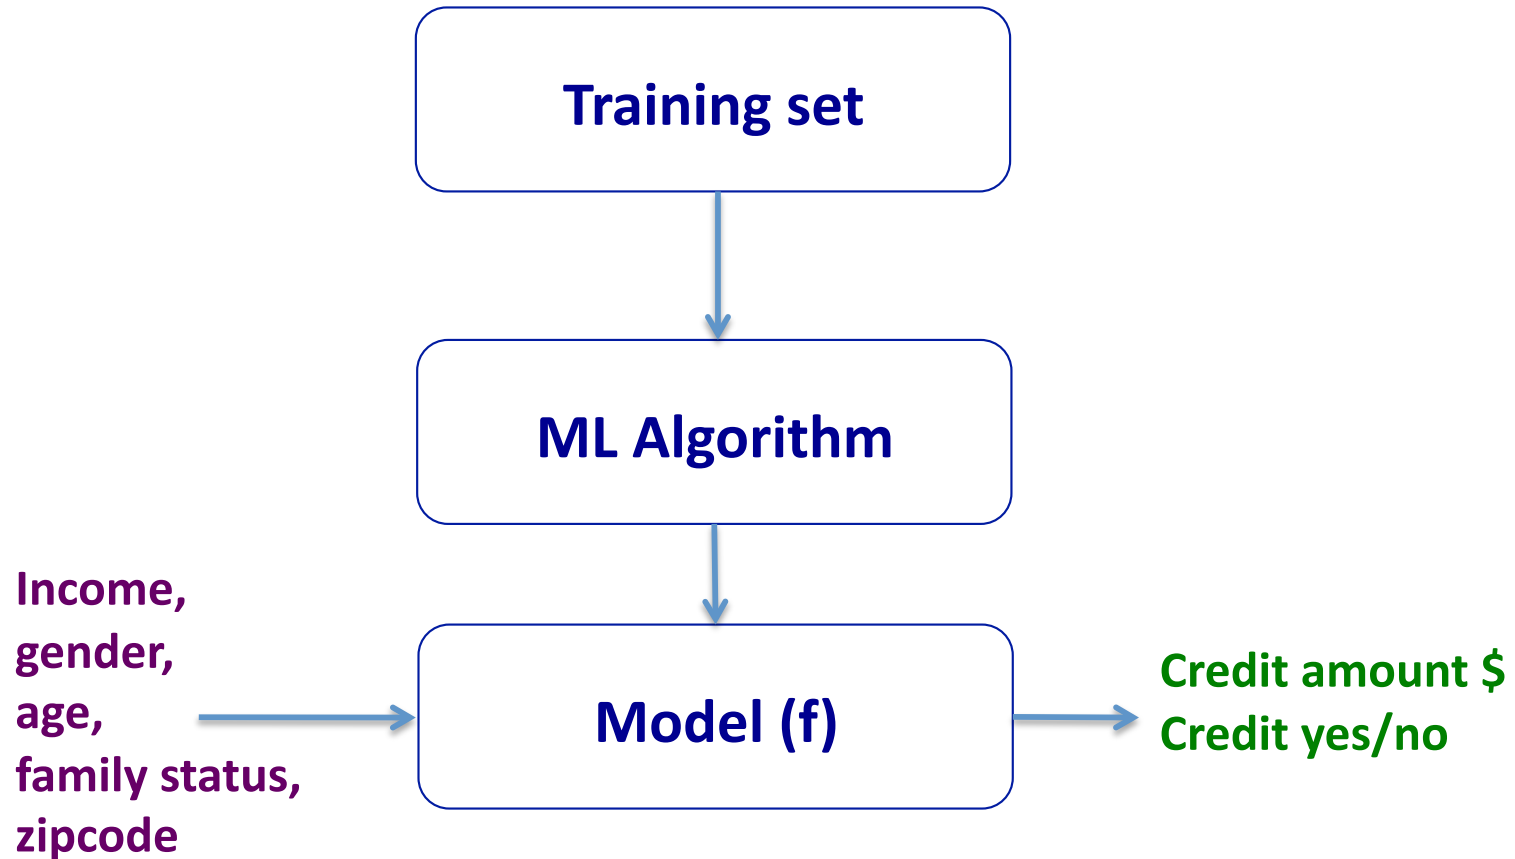 Training set
ML Algorithm
Income,
gender,
age,
family status,
zipcode
Model (f)
Credit amount $
Credit yes/no